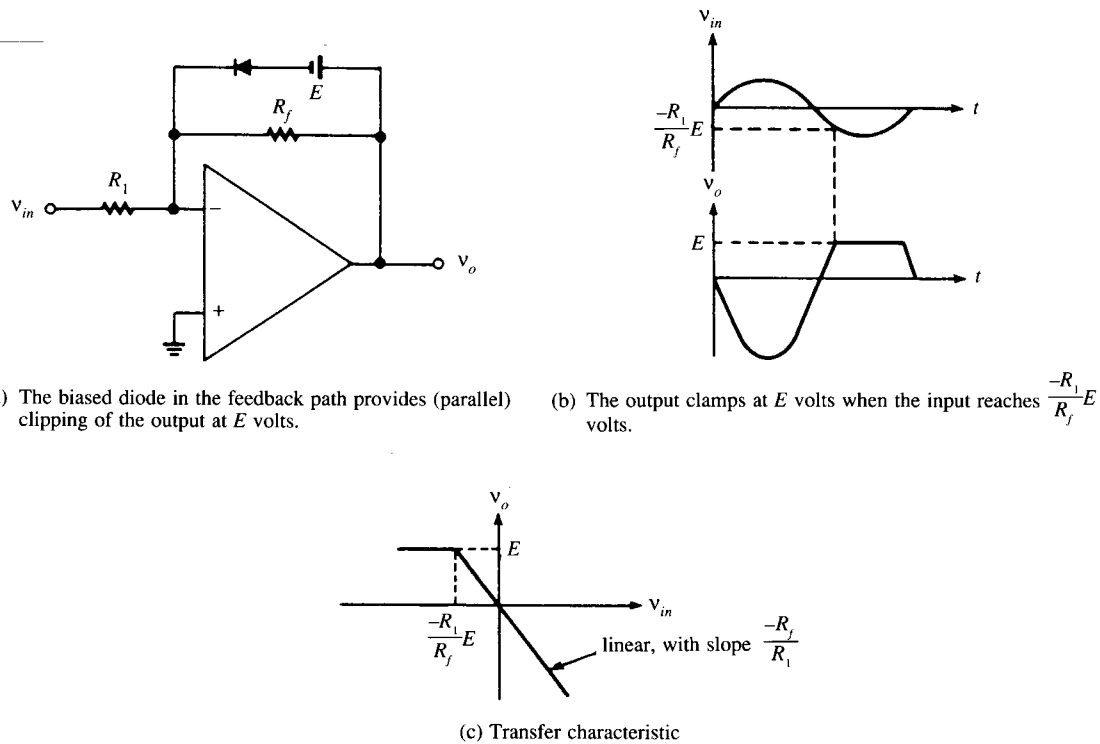 E
R_f
R_1
v_in
−
+
v_o
) The biased diode in the feedback path provides (parallel)
clipping of the output at E volts.
v_in
t
-R_1/R_f E
v_o
E
t
(b) The output clamps at E volts when the input reaches -R_1/R_f E
volts.
v_o
E
v_in
-R_1/R_f E
linear, with slope -R_f/R_1
(c) Transfer characteristic